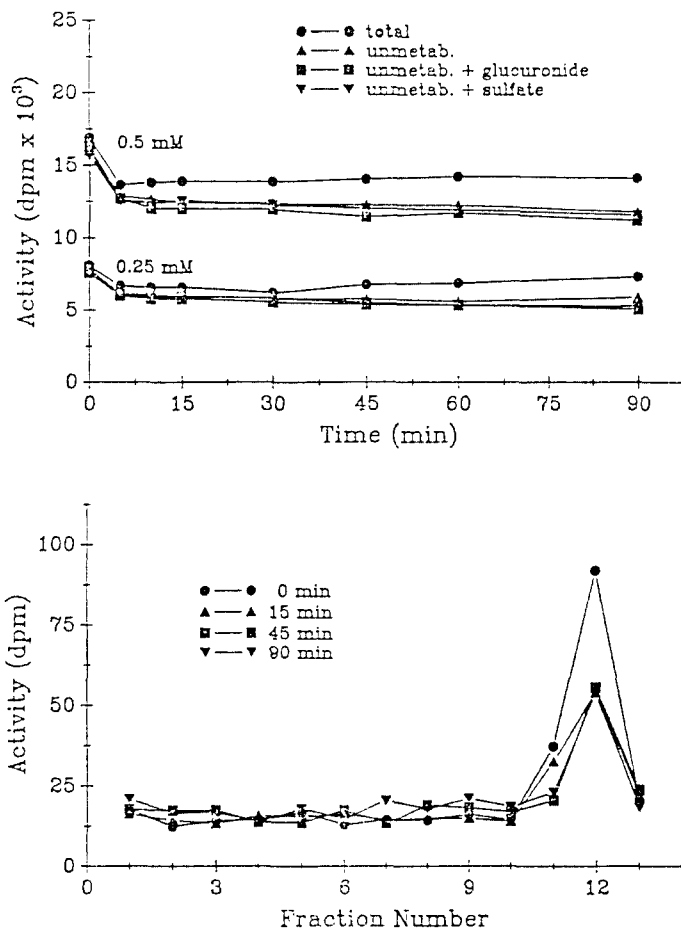 25
20
15
10
5
0
Activity (dpm x 10³)
total
unmetab.
unmetab. + glucuronide
unmetab. + sulfate
0.5 mM
0.25 mM
0 15 30 45 60 75 90
Time (min)
100
75
50
25
0
Activity (dpm)
0 min
15 min
45 min
90 min
0 3 6 9 12
Fraction Number